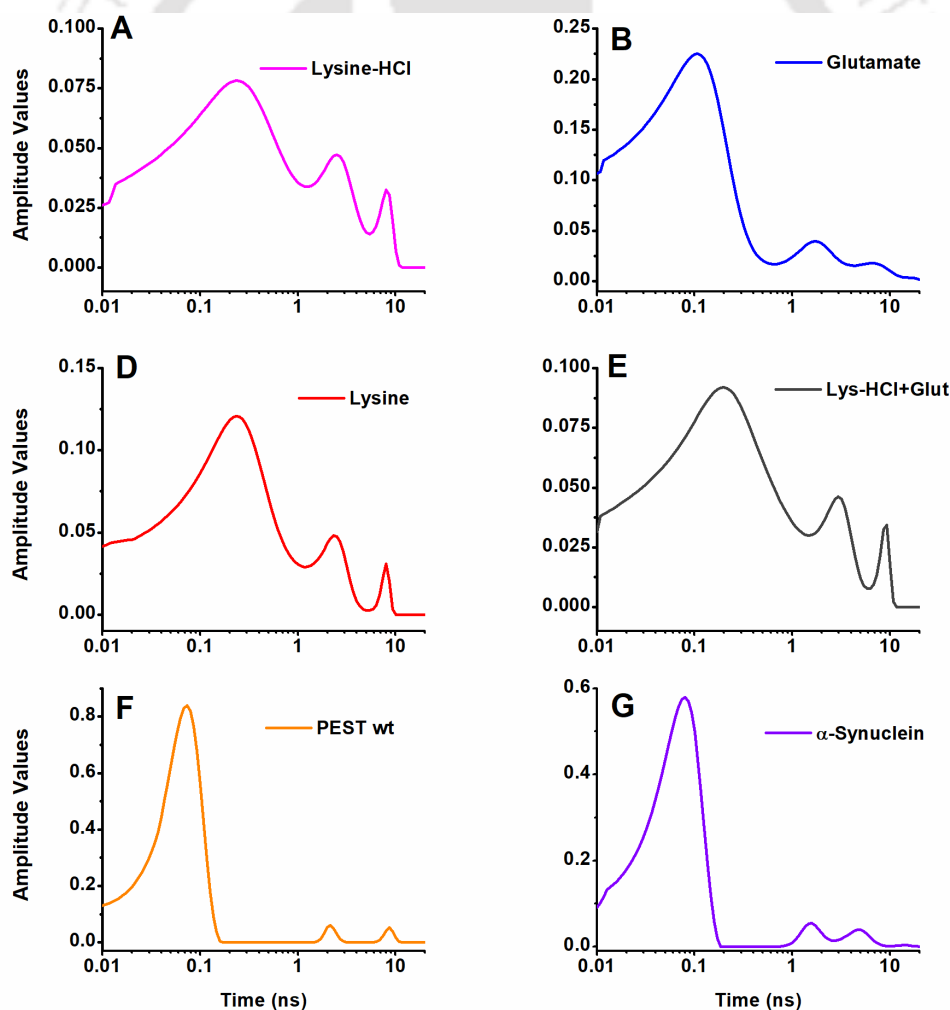 A
Lysine-HCl
Amplitude Values
0.100
0.075
0.050
0.025
0.000
0.01 0.1 1 10
B
Glutamate
0.25
0.20
0.15
0.10
0.05
0.00
0.01 0.1 1 10
D
Lysine
Amplitude Values
0.15
0.10
0.05
0.00
0.01 0.1 1 10
E
Lys-HCl+Glut
0.100
0.075
0.050
0.025
0.000
0.01 0.1 1 10
F
PEST wt
Amplitude Values
0.8
0.6
0.4
0.2
0.0
0.01 0.1 1 10
Time (ns)
G
α-Synuclein
0.6
0.4
0.2
0.0
0.01 0.1 1 10
Time (ns)